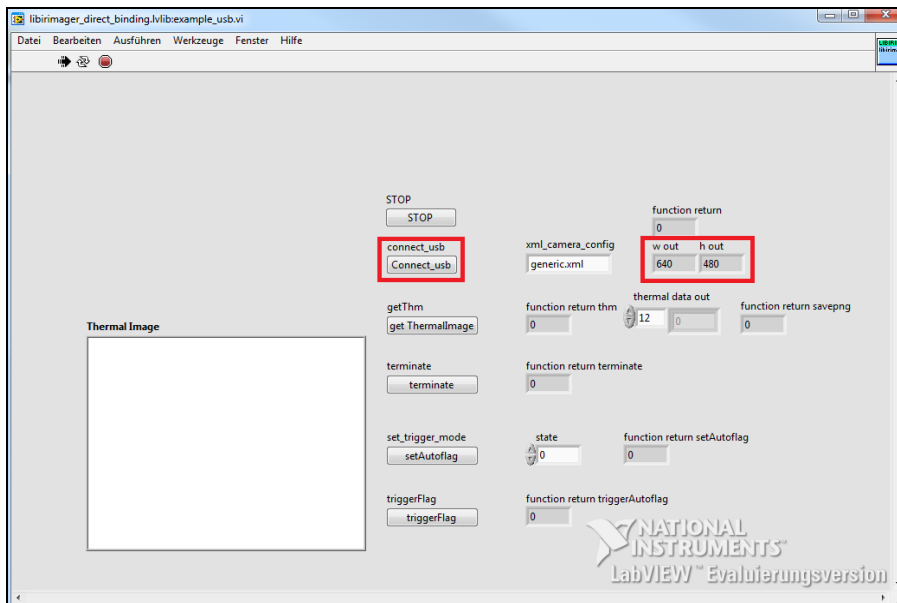 libirimager_direct_binding.lvlib:example_usb.vi
Datei Bearbeiten Ausführen Werkzeuge Fenster Hilfe
STOP
STOP
function return
0
connect_usb
Connect_usb
xml_camera_config
generic.xml
w out h out
640 480
getThm
get ThermalImage
function return thm
0
thermal data out
12 0
function return savepng
0
Thermal Image
terminate
terminate
function return terminate
0
set_trigger_mode
setAutoflag
state
0
function return setAutoflag
0
triggerFlag
triggerFlag
function return triggerAutoflag
0
NATIONAL
INSTRUMENTS™
LabVIEW™ Evaluierungsversion